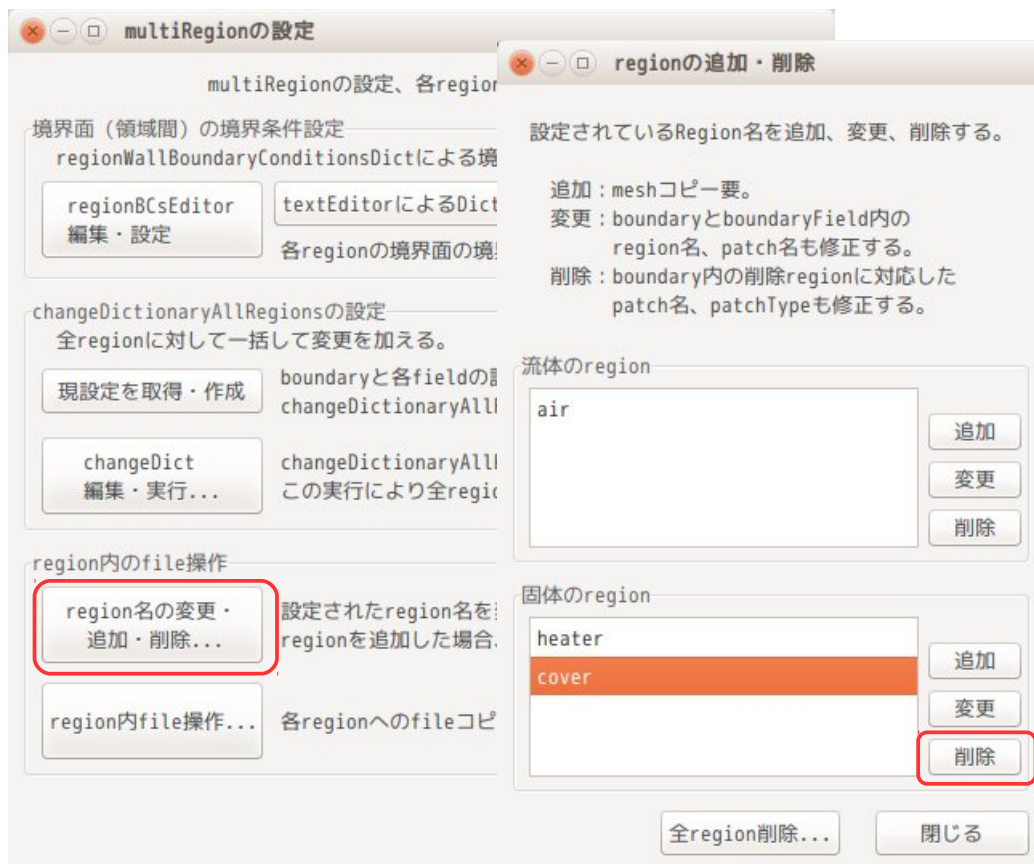 multiRegionの設定
multiRegionの設定、各region
境界面（領域間）の境界条件設定
regionWallBoundaryConditionsDictによる境
regionBCsEditor
編集・設定
textEditorによるDict
各regionの境界面の境
changeDictionaryAllRegionsの設定
全regionに対して一括して変更を加える。
現設定を取得・作成
boundaryと各fieldの
changeDictionaryAll
changeDict
編集・実行...
changeDictionaryAll
この実行により全regi
region内のfile操作
region名の変更・
追加・削除...
設定されたregion名を
regionを追加した場合、
region内file操作...
各regionへのfileコピ
regionの追加・削除
設定されているRegion名を追加、変更、削除する。
追加：meshコピー要。
変更：boundaryとboundaryField内の
region名、patch名も修正する。
削除：boundary内の削除regionに対応した
patch名、patchTypeも修正する。
流体のregion
air
追加
変更
削除
固体のregion
heater
cover
追加
変更
削除
全region削除...
閉じる